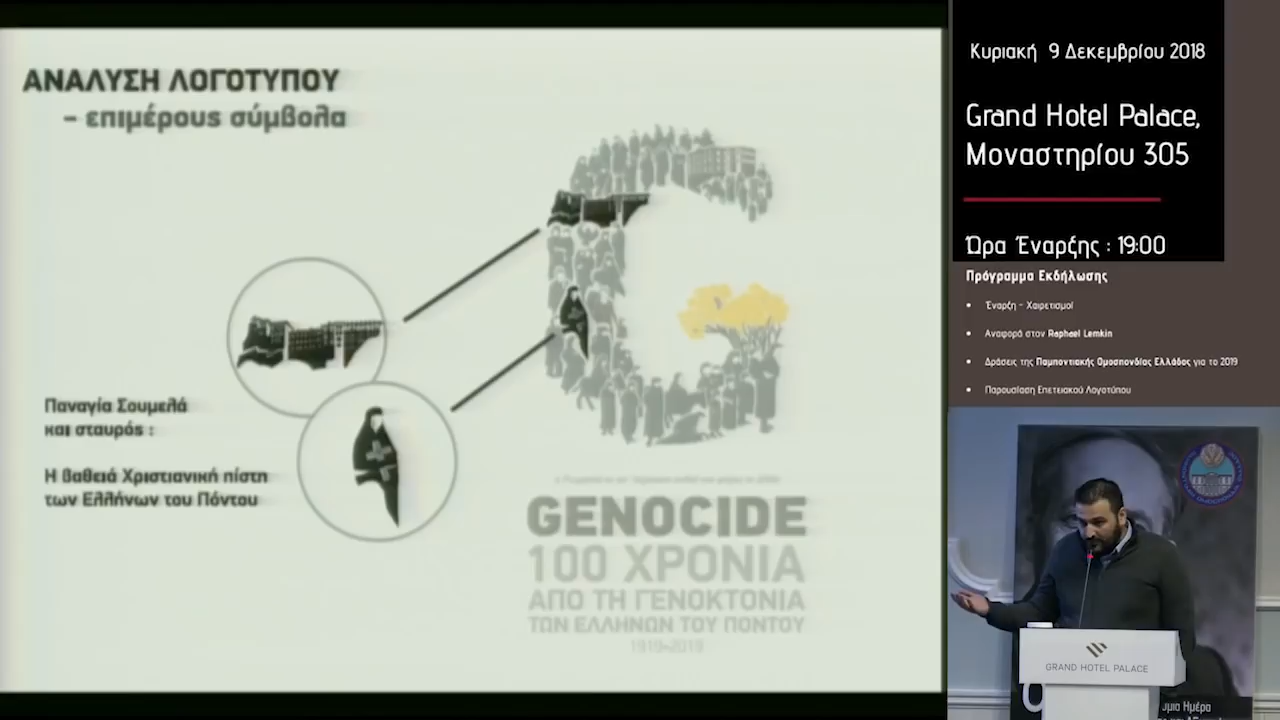 ΑΝΑΛΥΣΗ ΛΟΓΟΤΥΠΟΥ
– επιμέρους σύμβολα
Παναγία Σουμελά
και σταυρός :
Η βαθειά Χριστιανική πίστη
των Ελλήνων του Πόντου
GENOCIDE
100 ΧΡΟΝΙΑ
ΑΠΟ ΤΗ ΓΕΝΟΚΤΟΝΙΑ
ΤΩΝ ΕΛΛΗΝΩΝ ΤΟΥ ΠΟΝΤΟΥ
1919-2019
Κυριακή 9 Δεκεμβρίου 2018
Grand Hotel Palace,
Μοναστηρίου 305
Ώρα Έναρξης : 19:00
Πρόγραμμα Εκδήλωσης
• Έναρξη – Χαιρετισμοί
• Αναφορά στον Raphael Lemkin
• Δράσεις της Παμποντιακής Ομοσπονδίας Ελλάδος για το 2019
• Παρουσίαση Επετειακού Λογοτύπου
GRAND HOTEL PALACE
Ημέρα